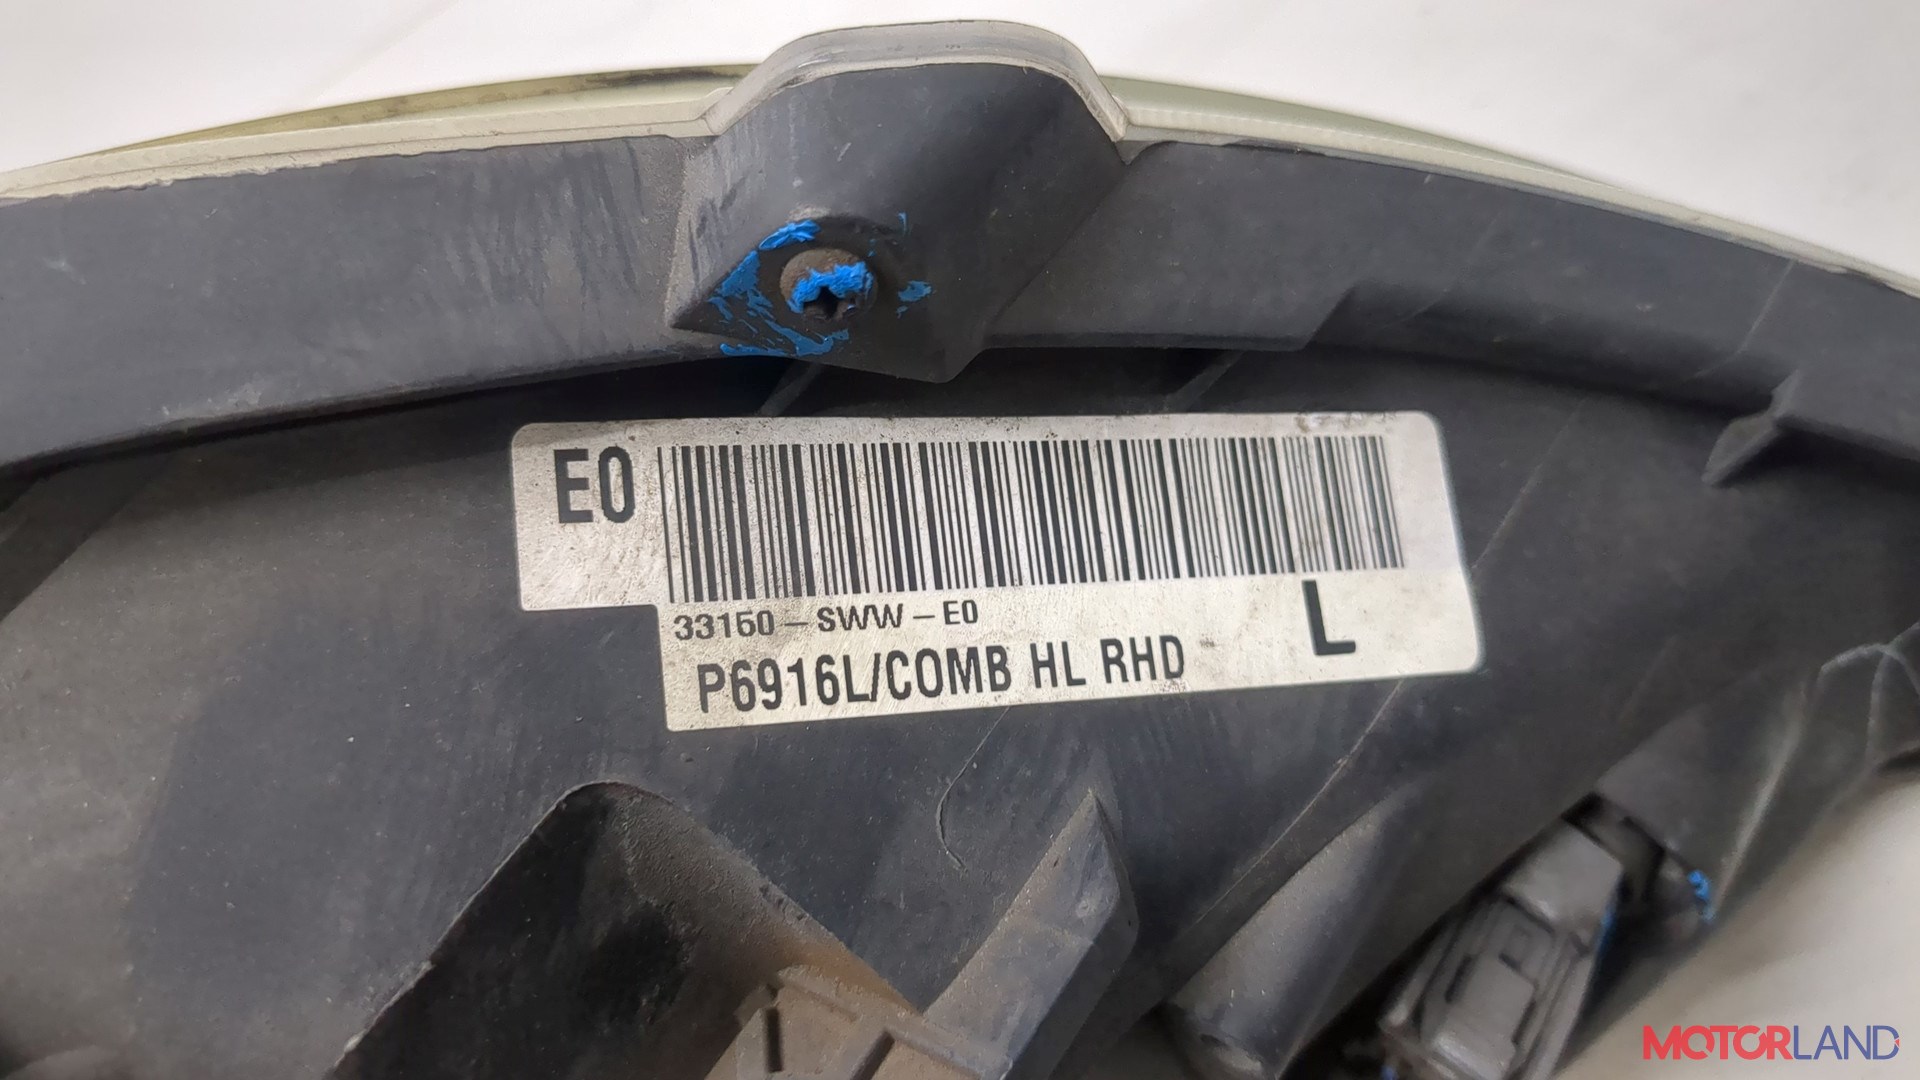 E0
33150-SWW-E0
L
P6916L/COMB HL RHD
MOTORLAND